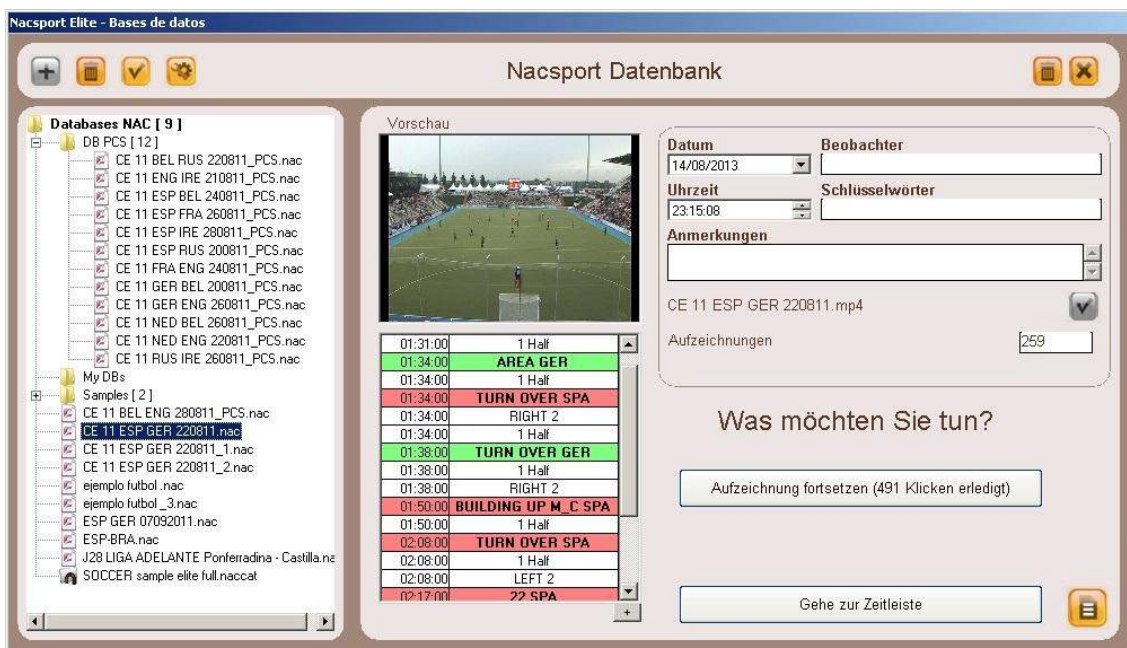 Nacsport Elite - Bases de datos
Nacsport Datenbank
Databases NAC [ 9 ]
DB PCS [ 12 ]
CE 11 BEL RUS 220811_PCS.nac
CE 11 ENG IRE 210811_PCS.nac
CE 11 ESP BEL 240811_PCS.nac
CE 11 ESP FRA 260811_PCS.nac
CE 11 ESP IRE 280811_PCS.nac
CE 11 ESP RUS 200811_PCS.nac
CE 11 FRA ENG 240811_PCS.nac
CE 11 GER BEL 200811_PCS.nac
CE 11 GER ENG 260811_PCS.nac
CE 11 NED BEL 260811_PCS.nac
CE 11 NED ENG 220811_PCS.nac
CE 11 RUS IRE 260811_PCS.nac
My DBs
Samples [ 2 ]
CE 11 BEL ENG 280811_PCS.nac
CE 11 ESP GER 220811.nac
CE 11 ESP GER 220811_1.nac
CE 11 ESP GER 220811_2.nac
ejemplo futbol .nac
ejemplo futbol _3.nac
ESP GER 07092011.nac
ESP-BRA.nac
J28 LIGA ADELANTE Ponferradina - Castilla.na
SOCCER sample elite full.naccat
Vorschau
01:31:00 1 Half
01:34:00 AREA GER
01:34:00 1 Half
01:34:00 TURN OVER SPA
01:34:00 RIGHT 2
01:34:00 1 Half
01:38:00 TURN OVER GER
01:38:00 1 Half
01:38:00 RIGHT 2
01:50:00 BUILDING UP M_C SPA
01:50:00 1 Half
02:08:00 TURN OVER SPA
02:08:00 1 Half
02:08:00 LEFT 2
02:17:00 22 SPA
+
Datum Beobachter
14/08/2013
Uhrzeit Schlüsselwörter
23:15:08
Anmerkungen
CE 11 ESP GER 220811.mp4
Aufzeichnungen 259
Was möchten Sie tun?
Aufzeichnung fortsetzen (491 Klicken erledigt)
Gehe zur Zeitleiste